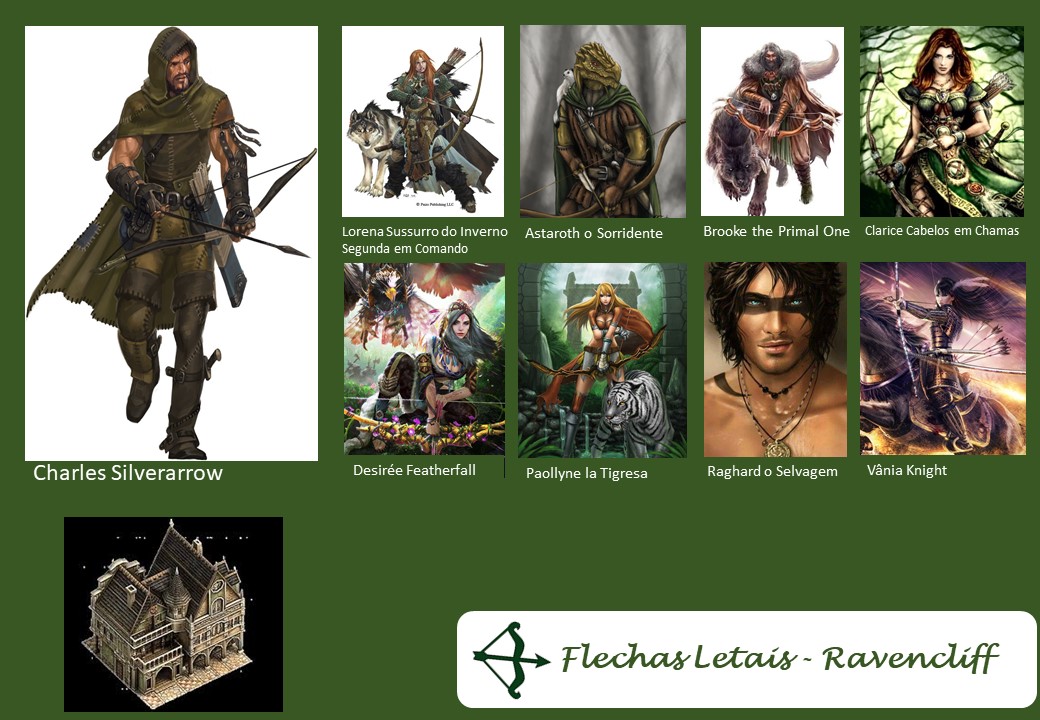 Lorena Sussurro do Inverno
Segunda em Comando
Astaroth o Sorridente
Brooke the Primal One
Clarice Cabelos em Chamas
Charles Silverarrow
Desirée Featherfall
Paollyne la Tigresa
Raghard o Selvagem
Vânia Knight
Flechas Letais - Ravencliff